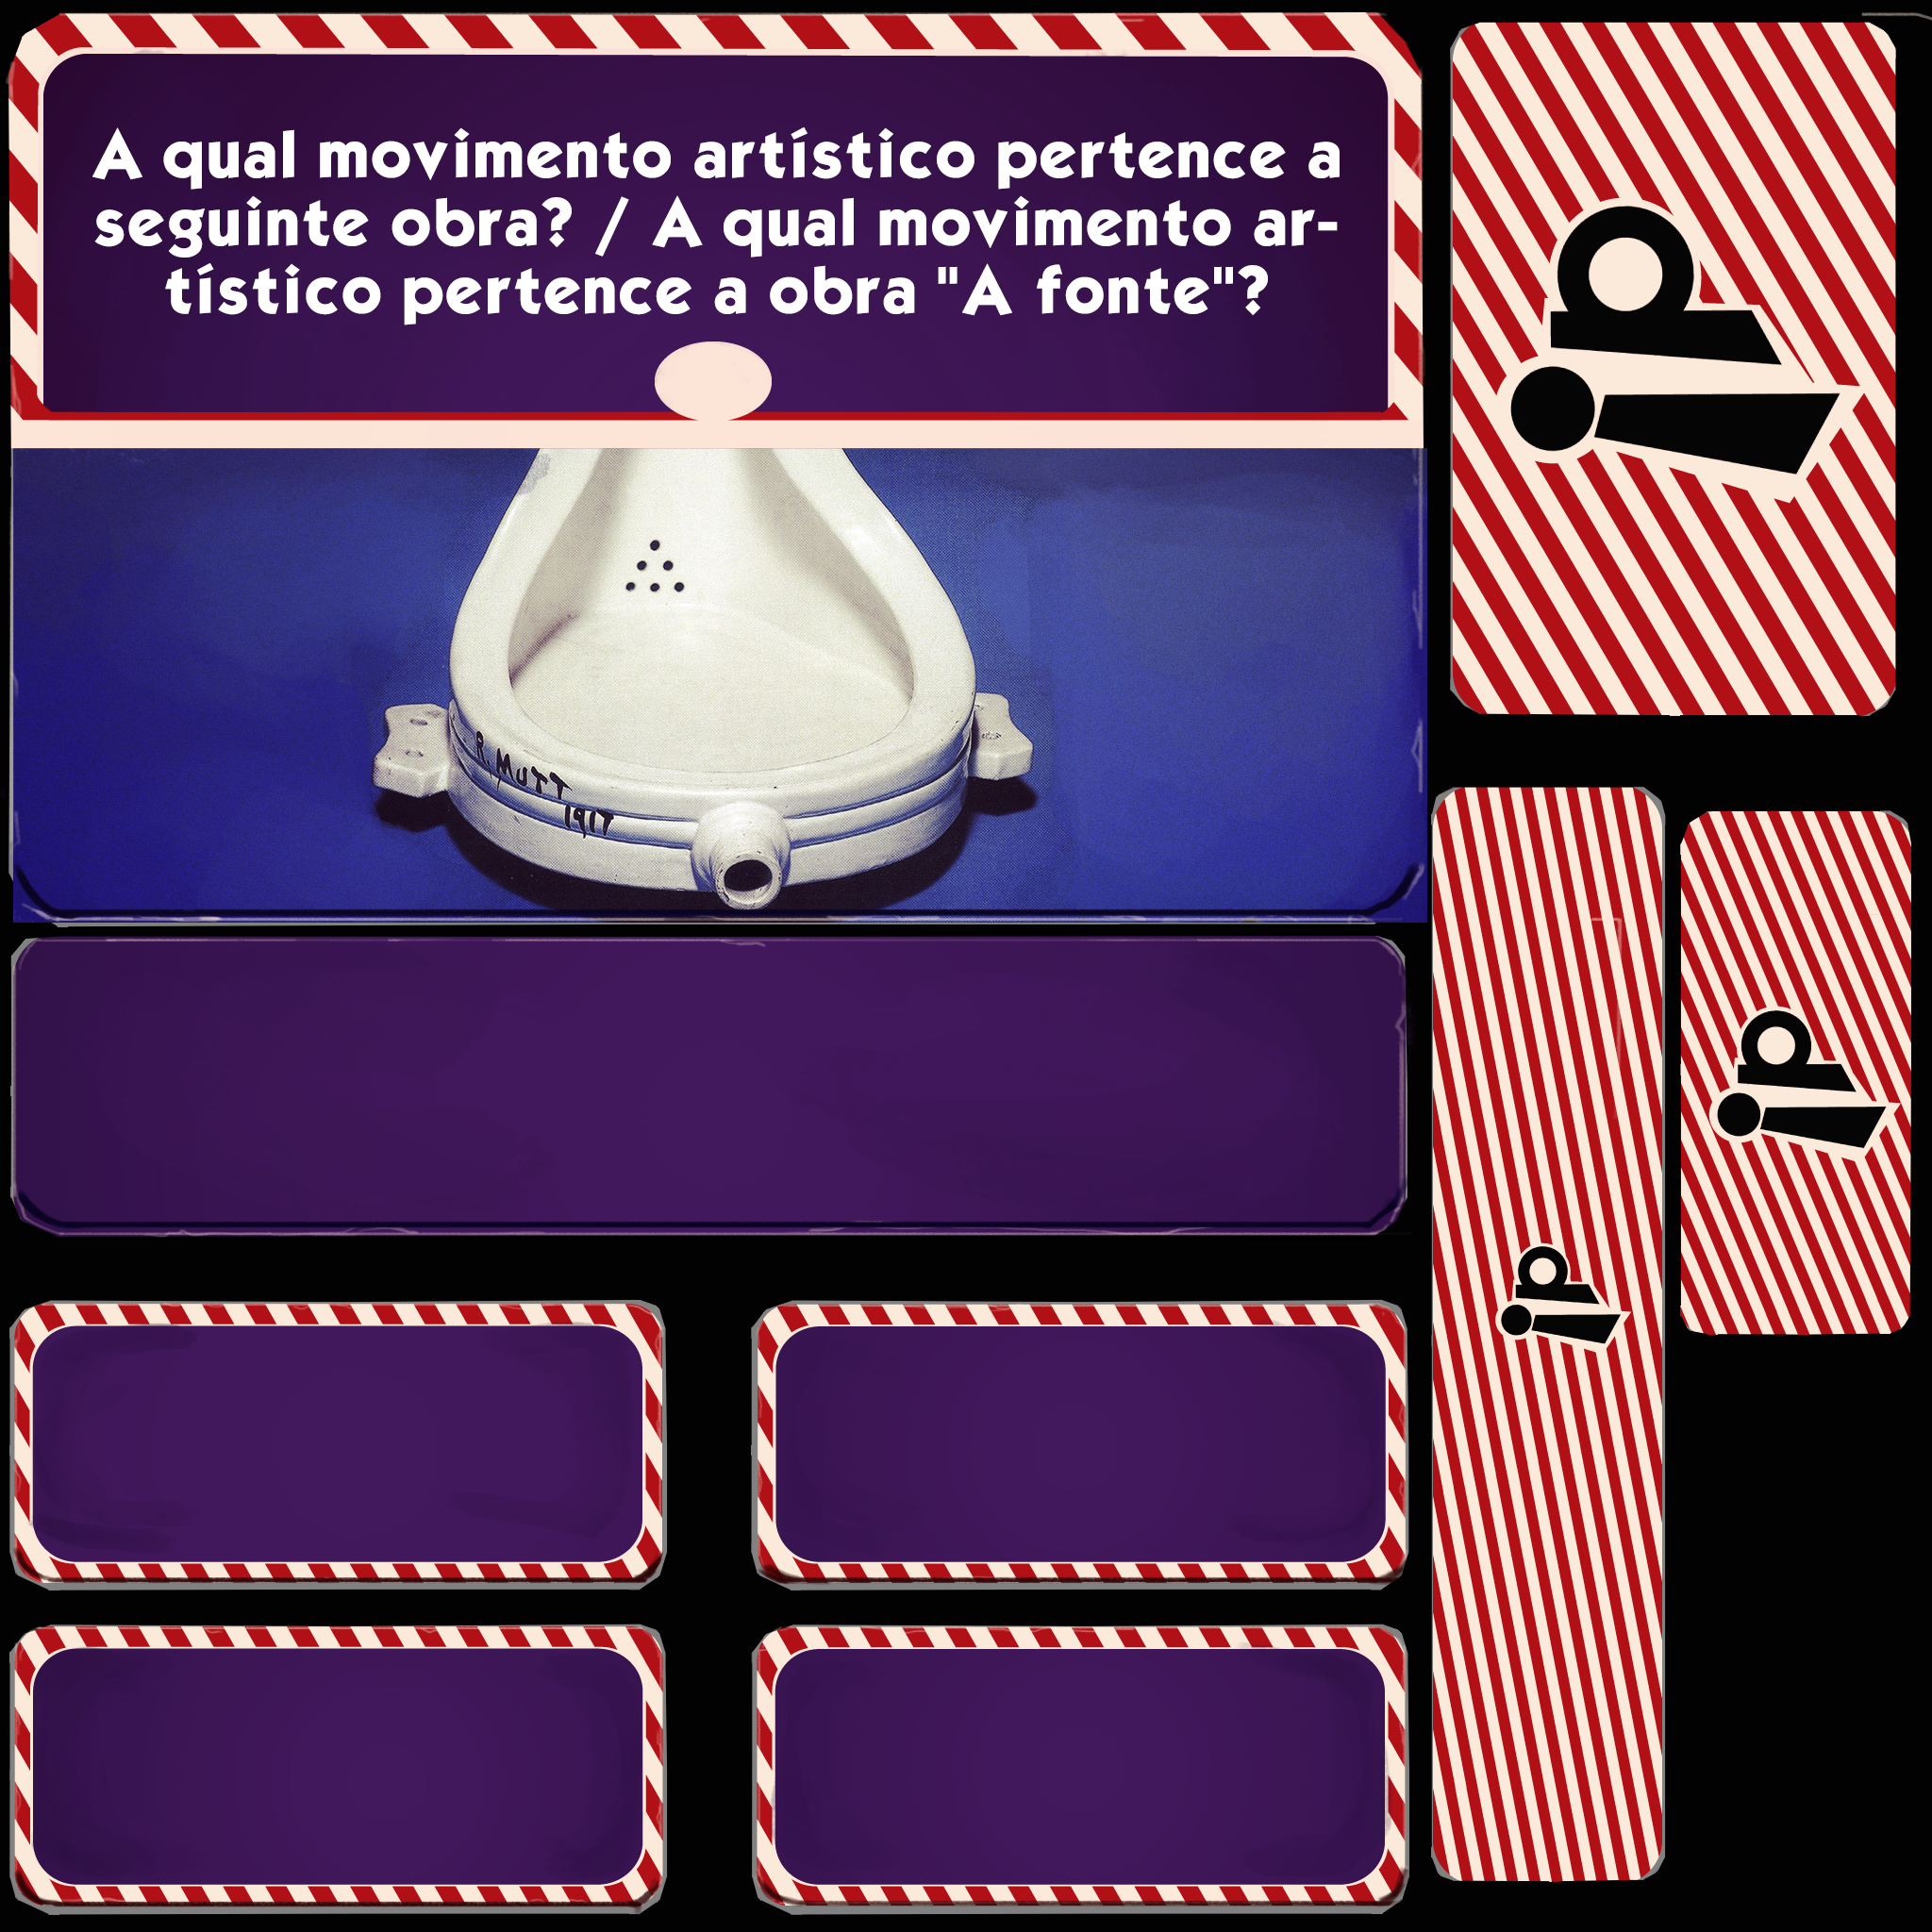 A qual movimento artístico pertence a
seguinte obra? / A qual movimento ar-
tístico pertence a obra "A fonte"?
R. MUTT
1917